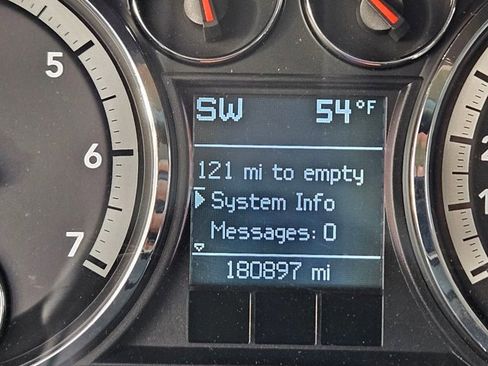 SW 54°F
121 mi to empty
System Info
Messages: 0
180897 mi
5
6
7